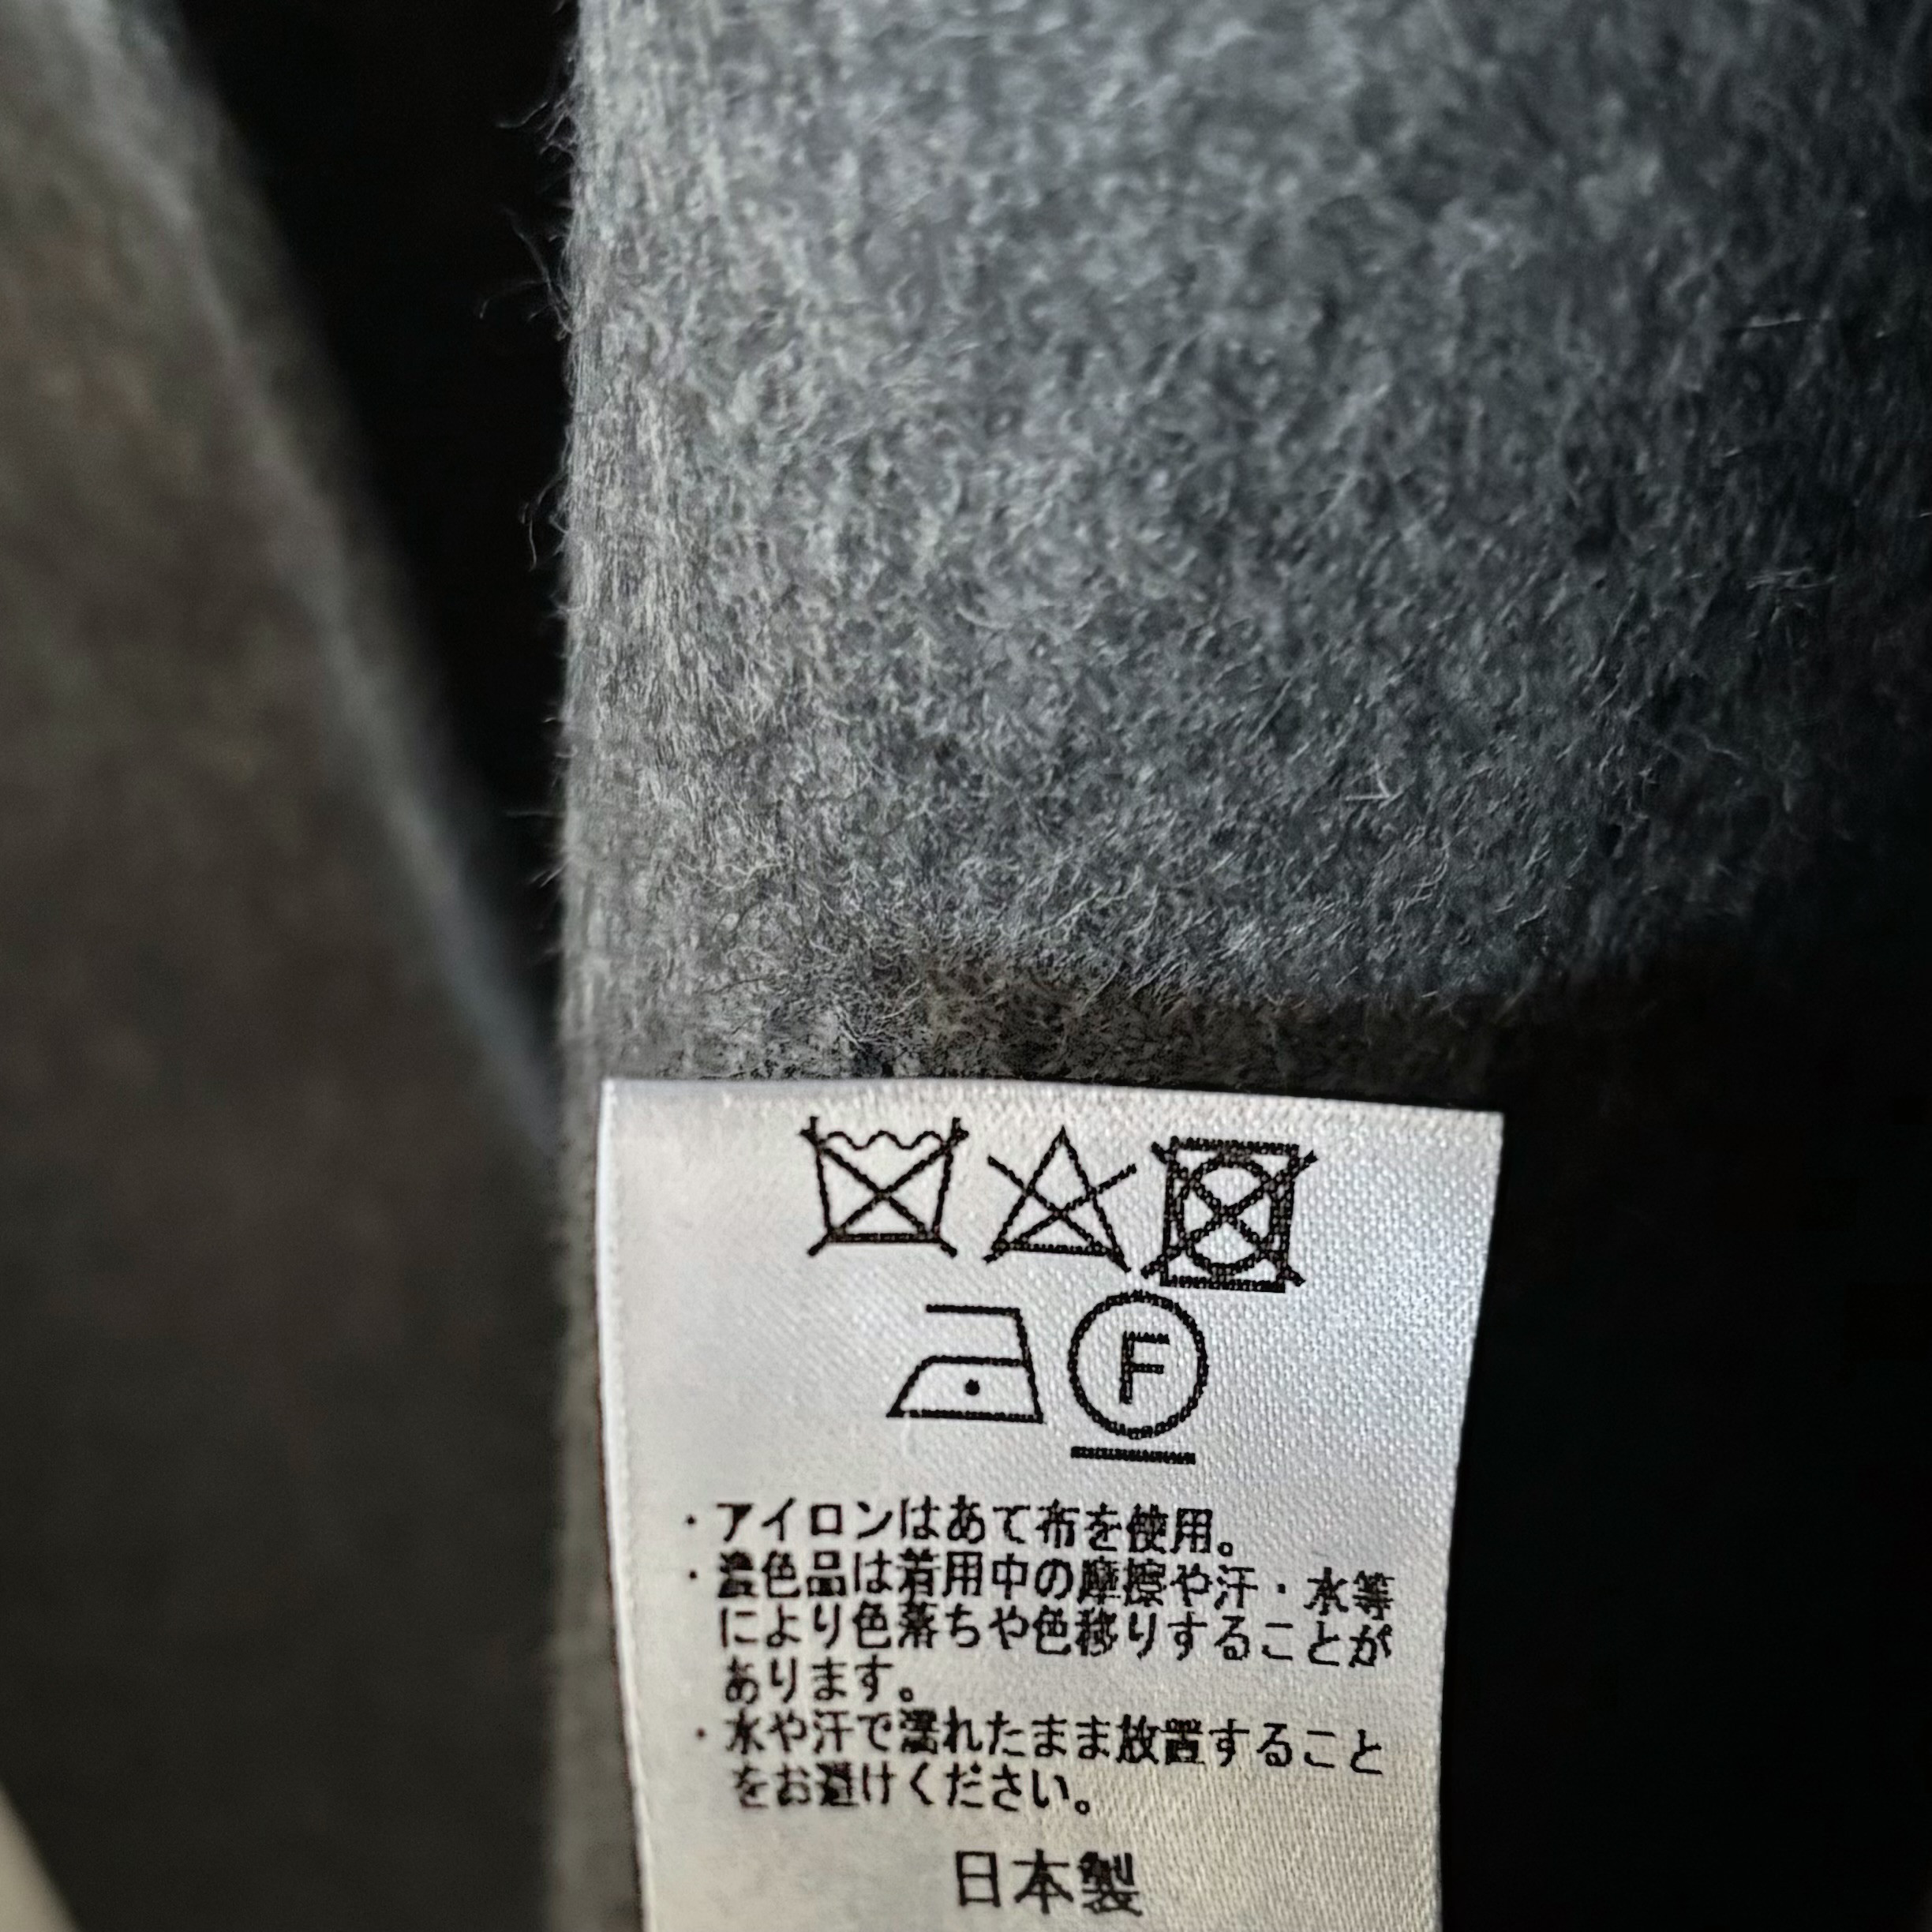 F
・アイロンはあて布を使用。
・濃色品は着用中の摩擦や汗・水等
により色落ちや色移りすることが
あります。
・水や汗で濡れたまま放置すること
をお避けください。
日本製